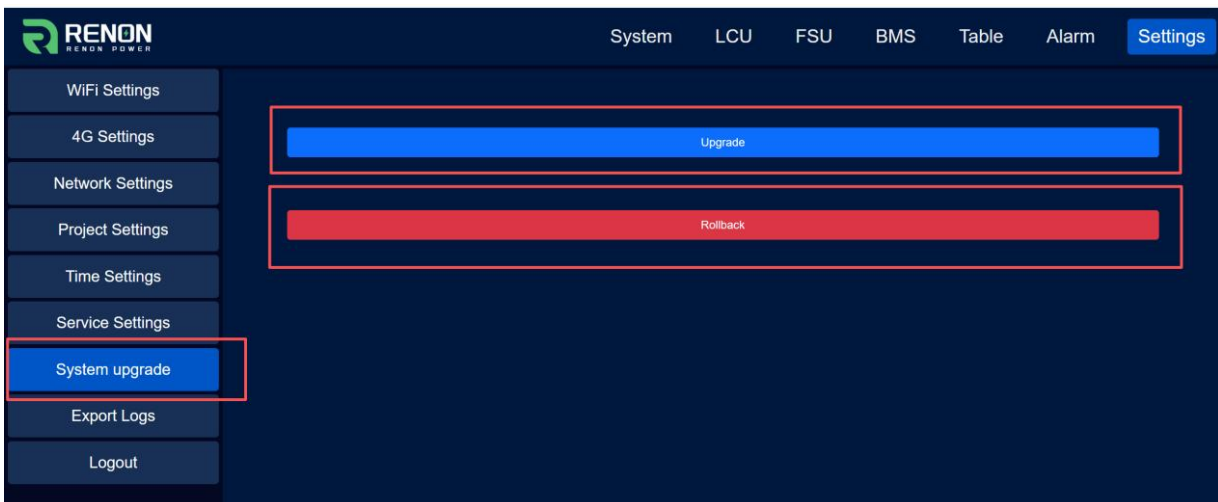 RENON
RENON POWER
System LCU FSU BMS Table Alarm Settings
WiFi Settings
4G Settings
Network Settings
Project Settings
Time Settings
Service Settings
System upgrade
Export Logs
Logout
Upgrade
Rollback